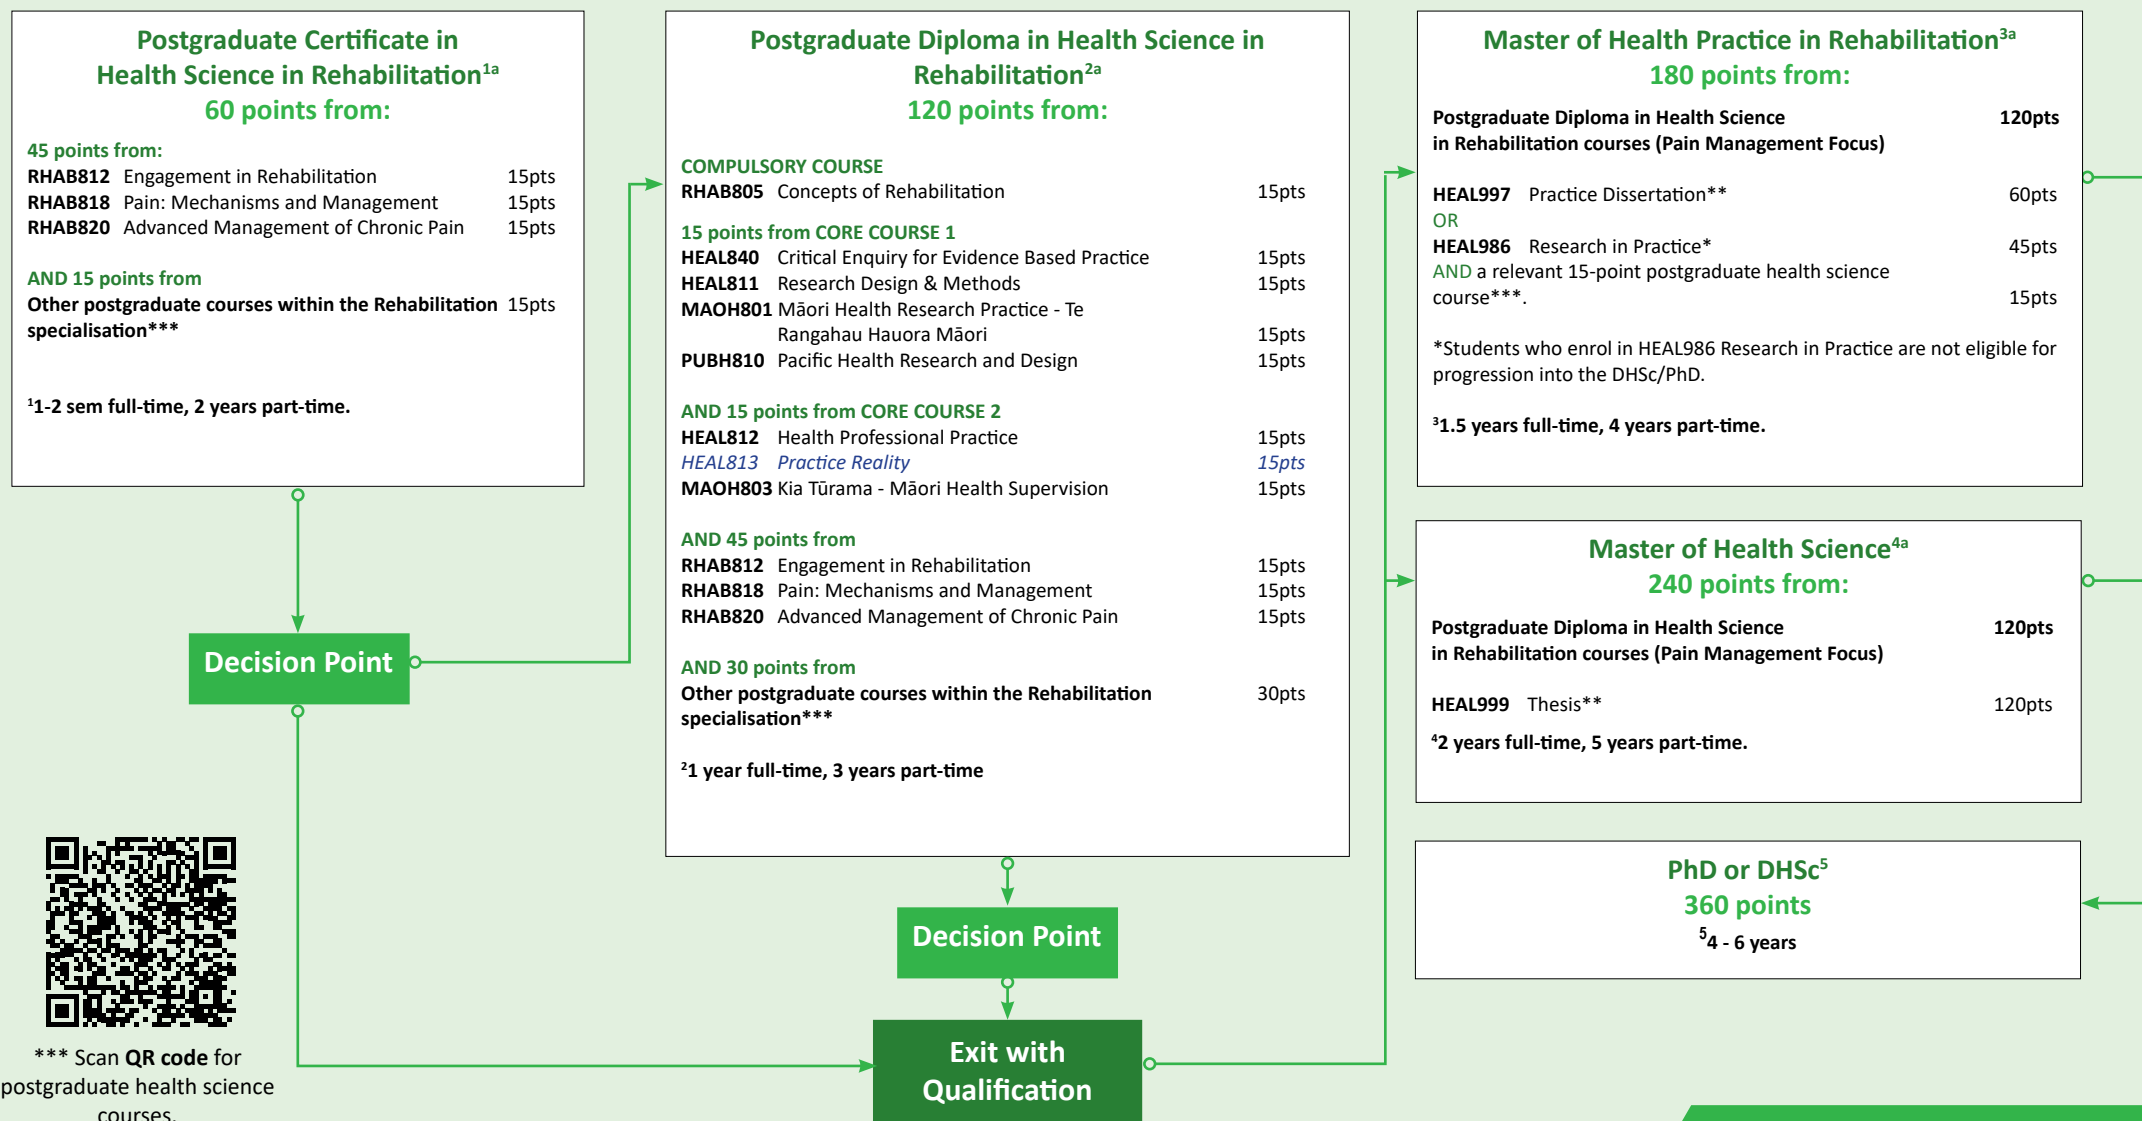 Postgraduate Certificate in
Health Science in Rehabilitation1a
60 points from:
45 points from:
RHAB812 Engagement in Rehabilitation 15pts
RHAB818 Pain: Mechanisms and Management 15pts
RHAB820 Advanced Management of Chronic Pain 15pts
AND 15 points from
Other postgraduate courses within the Rehabilitation 15pts
specialisation***
11-2 sem full-time, 2 years part-time.
Decision Point
*** Scan QR code for
postgraduate health science
courses.
Postgraduate Diploma in Health Science in
Rehabilitation2a
120 points from:
COMPULSORY COURSE
RHAB805 Concepts of Rehabilitation 15pts
15 points from CORE COURSE 1
HEAL840 Critical Enquiry for Evidence Based Practice 15pts
HEAL811 Research Design & Methods 15pts
MAOH801 Māori Health Research Practice - Te
Rangahau Hauora Māori 15pts
PUBH810 Pacific Health Research and Design 15pts
AND 15 points from CORE COURSE 2
HEAL812 Health Professional Practice 15pts
HEAL813 Practice Reality 15pts
MAOH803 Kia Tūrama - Māori Health Supervision 15pts
AND 45 points from
RHAB812 Engagement in Rehabilitation 15pts
RHAB818 Pain: Mechanisms and Management 15pts
RHAB820 Advanced Management of Chronic Pain 15pts
AND 30 points from
Other postgraduate courses within the Rehabilitation 30pts
specialisation***
21 year full-time, 3 years part-time
Decision Point
Exit with
Qualification
Master of Health Practice in Rehabilitation3a
180 points from:
Postgraduate Diploma in Health Science 120pts
in Rehabilitation courses (Pain Management Focus)
HEAL997 Practice Dissertation** 60pts
OR
HEAL986 Research in Practice* 45pts
AND a relevant 15-point postgraduate health science
course***. 15pts
*Students who enrol in HEAL986 Research in Practice are not eligible for
progression into the DHSc/PhD.
31.5 years full-time, 4 years part-time.
Master of Health Science4a
240 points from:
Postgraduate Diploma in Health Science 120pts
in Rehabilitation courses (Pain Management Focus)
HEAL999 Thesis** 120pts
42 years full-time, 5 years part-time.
PhD or DHSc5
360 points
54 - 6 years